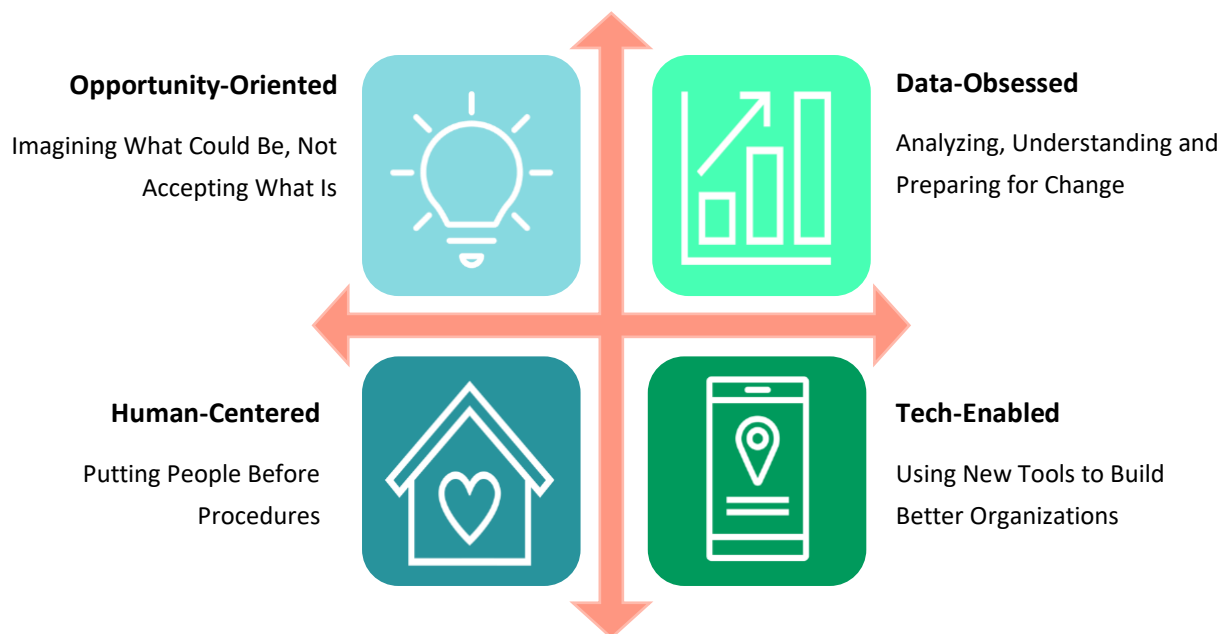 Opportunity-Oriented
Imagining What Could Be, Not
Accepting What Is
Data-Obsessed
Analyzing, Understanding and
Preparing for Change
Human-Centered
Putting People Before
Procedures
Tech-Enabled
Using New Tools to Build
Better Organizations